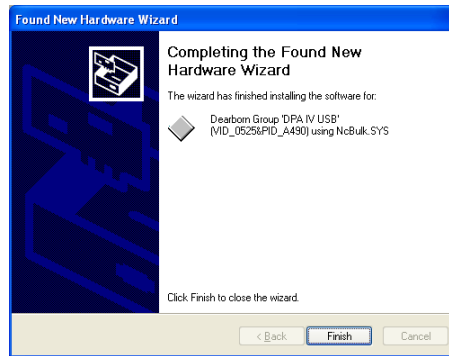 Found New Hardware Wizard
Completing the Found New
Hardware Wizard
The wizard has finished installing the software for:
Dearborn Group 'DPA IV USB'
(VID_0525&PID_A490) using NcBulk.SYS
Click Finish to close the wizard.
< Back
Finish
Cancel